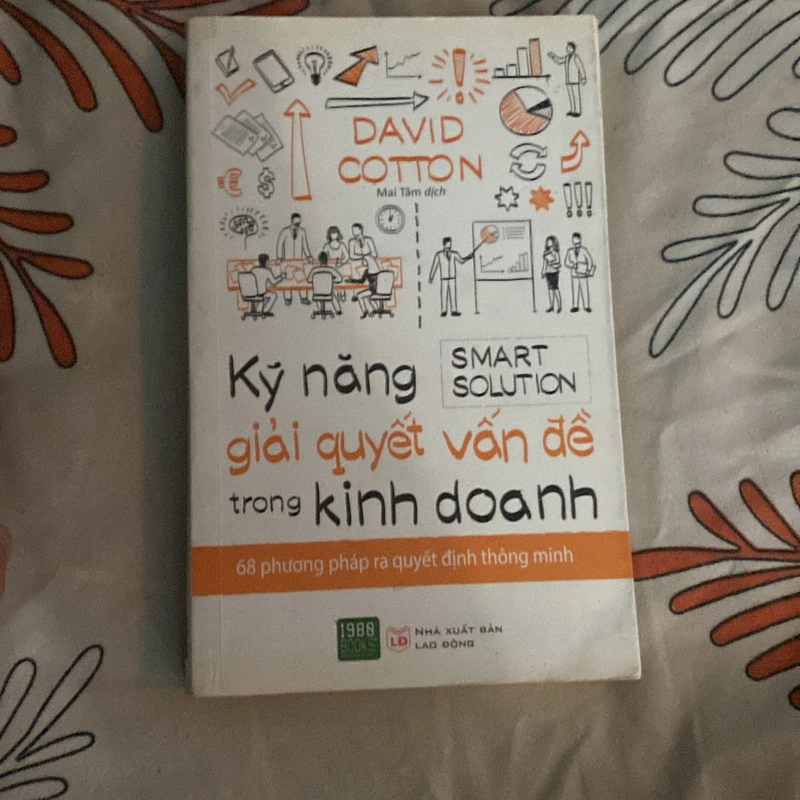 DAVID
COTTON
Mai Tâm dịch
Kỹ năng
SMART
SOLUTION
giải quyết vấn đề
trong kinh doanh
68 phương pháp ra quyết định thông minh
1980
BOOKS
LD
NHÀ XUẤT BẢN
LAO ĐỘNG